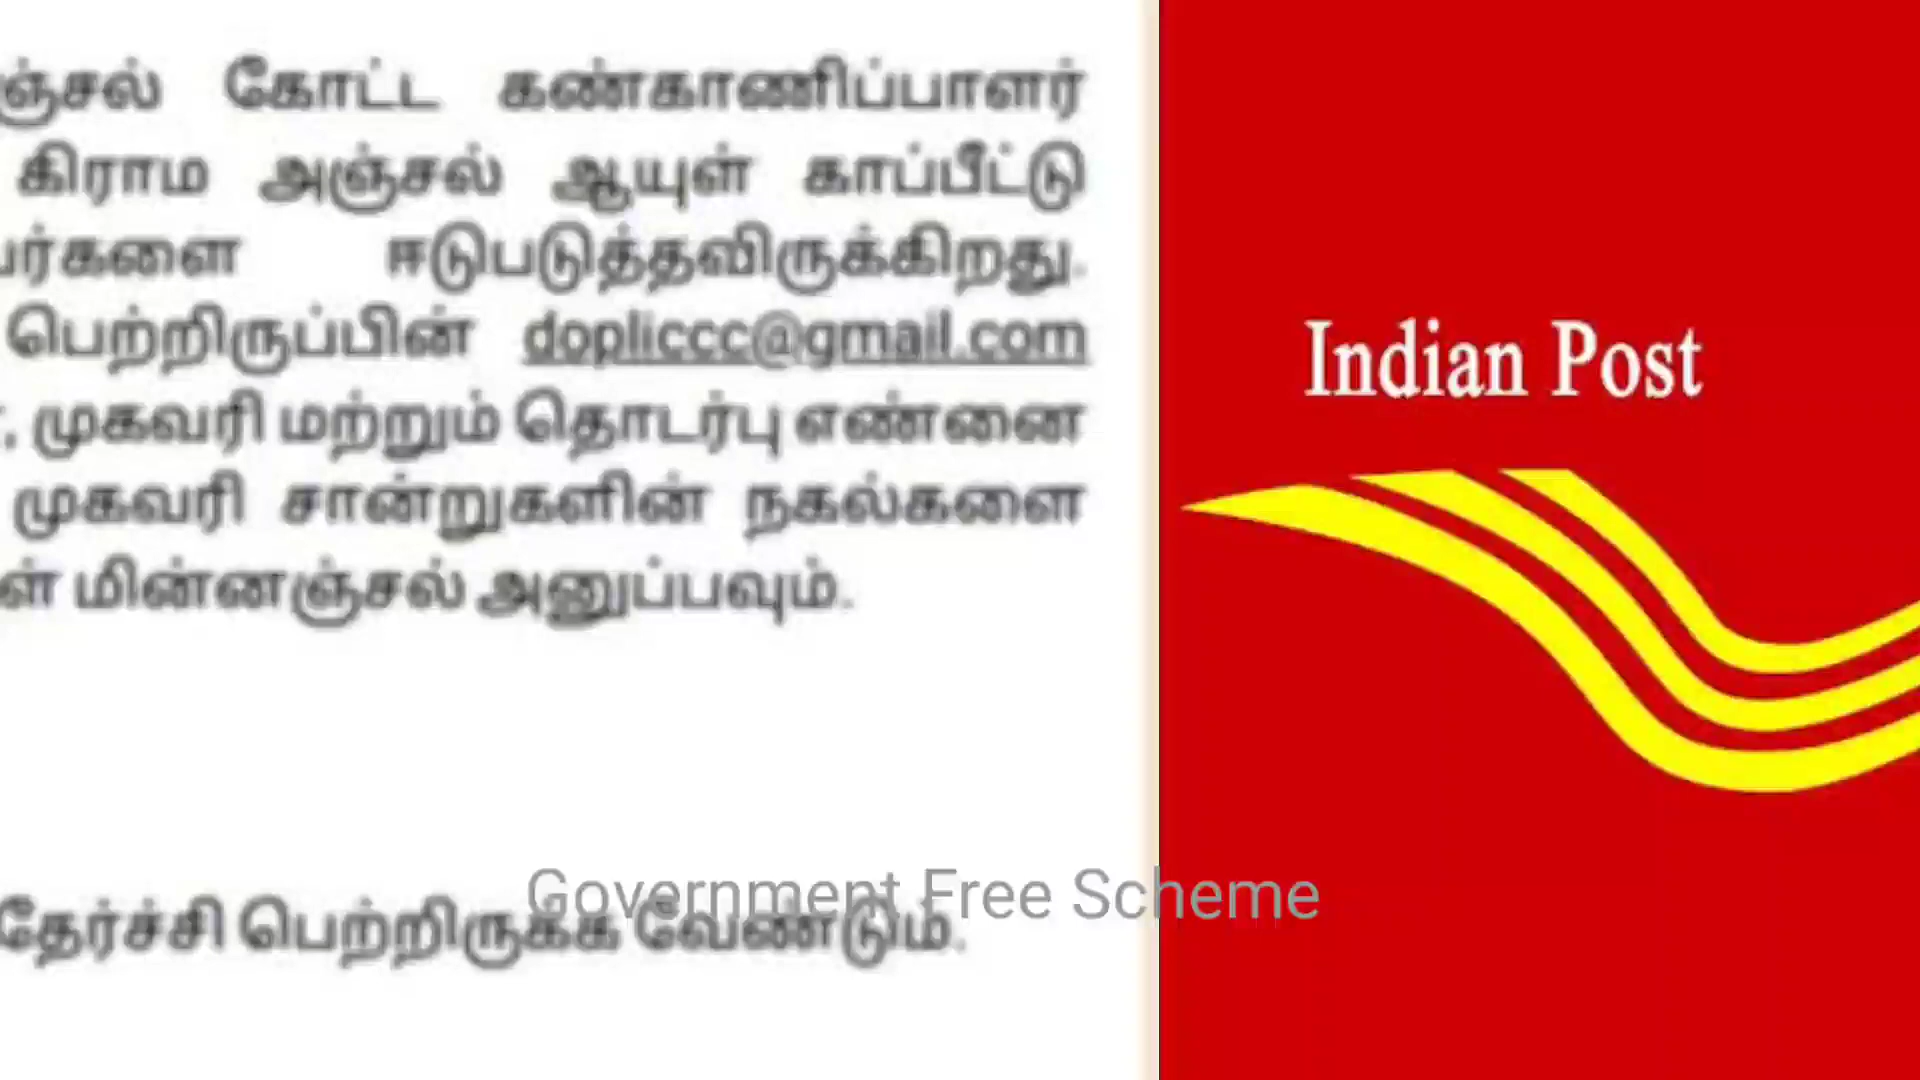 கோட்ட கண்காணிப்பாளர்
கிராம அஞ்சல் ஆயுள் காப்பீட்டு
ஈடுபடுத்தவிருக்கிறது.
பெற்றிருப்பின் dopliccc@gmail.com
முகவரி மற்றும் தொடர்பு எண்னை
முகவரி சான்றுகளின் நகல்களை
மின்னஞ்சல் அனுப்பவும்.
தேர்ச்சி பெற்றிருக்க வேண்டும்.
Government Free Scheme
Indian Post